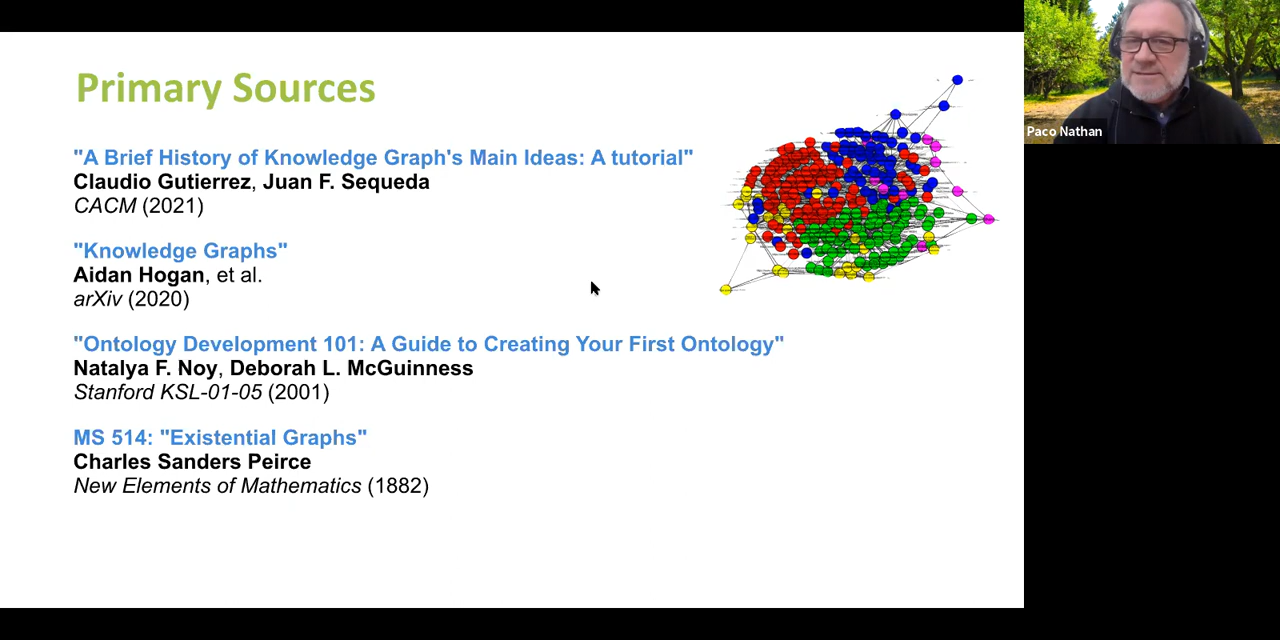 Primary Sources
"A Brief History of Knowledge Graph's Main Ideas: A tutorial"
Claudio Gutierrez, Juan F. Sequeda
CACM (2021)
"Knowledge Graphs"
Aidan Hogan, et al.
arXiv (2020)
"Ontology Development 101: A Guide to Creating Your First Ontology"
Natalya F. Noy, Deborah L. McGuinness
Stanford KSL-01-05 (2001)
MS 514: "Existential Graphs"
Charles Sanders Peirce
New Elements of Mathematics (1882)
Paco Nathan